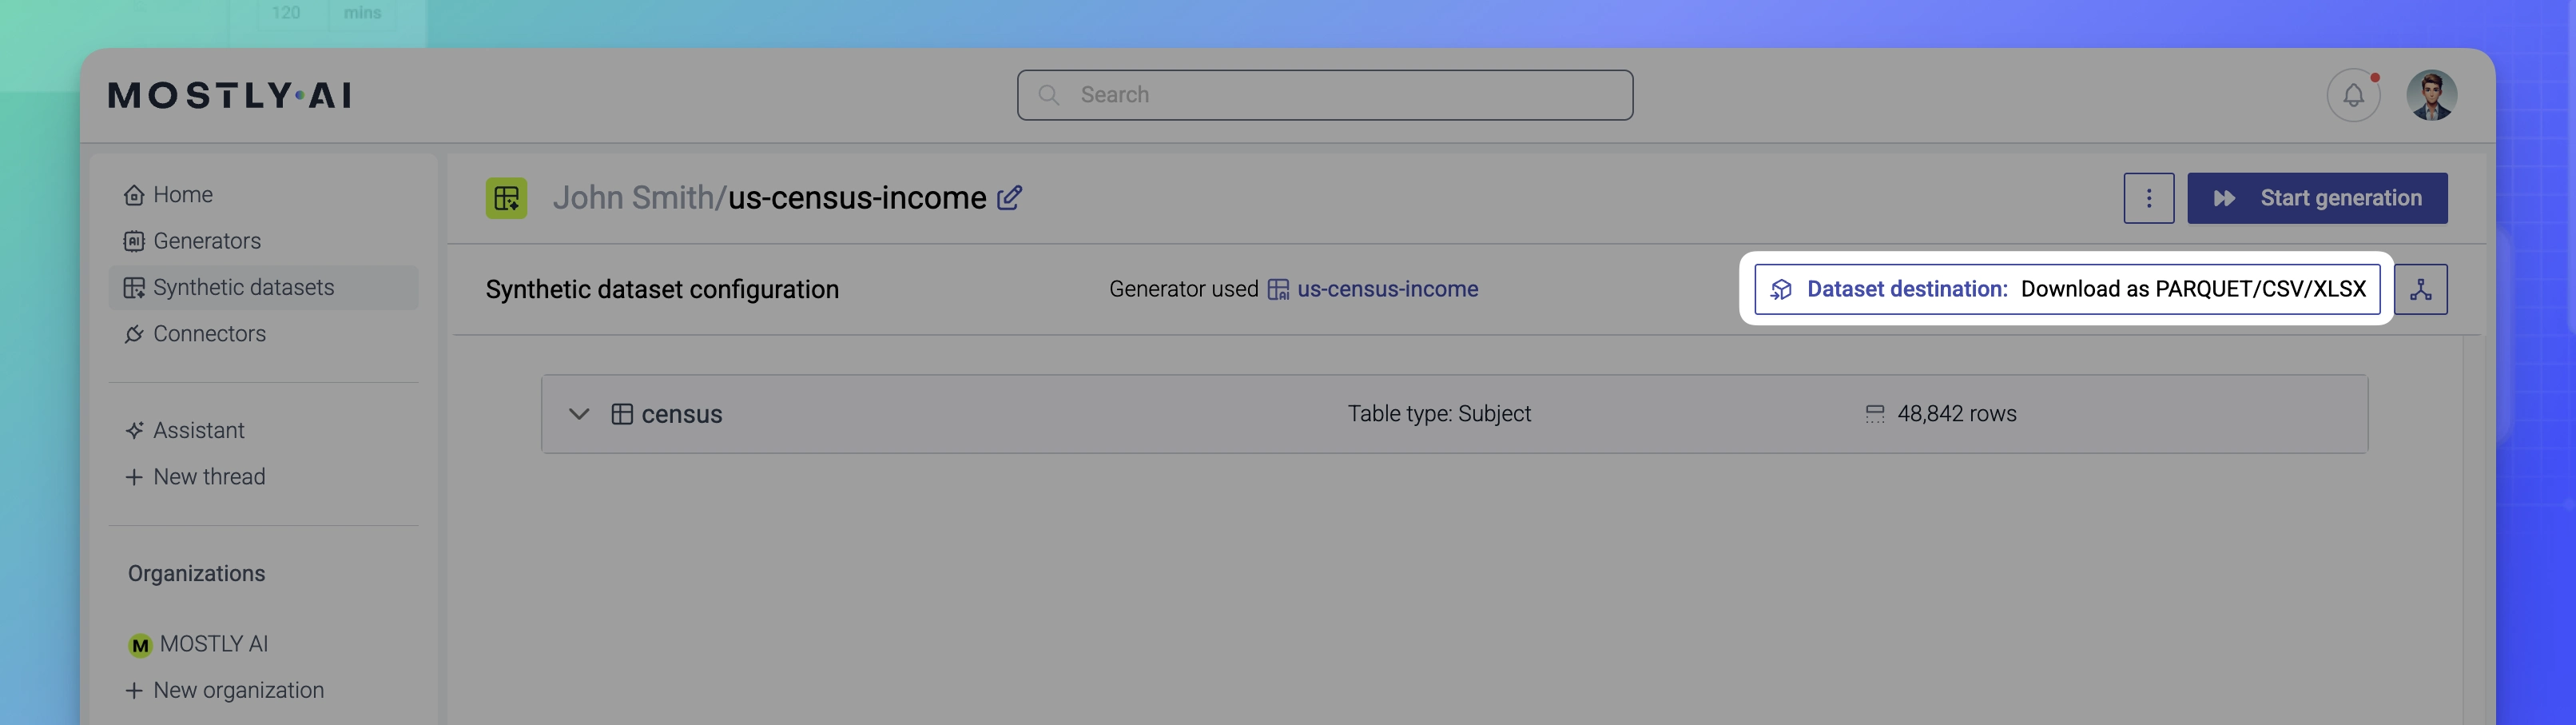 120 mins
MOSTLY AI
Search
Home
Generators
Synthetic datasets
Connectors
Assistant
New thread
Organizations
M MOSTLY AI
New organization
John Smith/us-census-income
Start generation
Synthetic dataset configuration
Generator used AI us-census-income
Dataset destination: Download as PARQUET/CSV/XLSX
census
Table type: Subject
48,842 rows